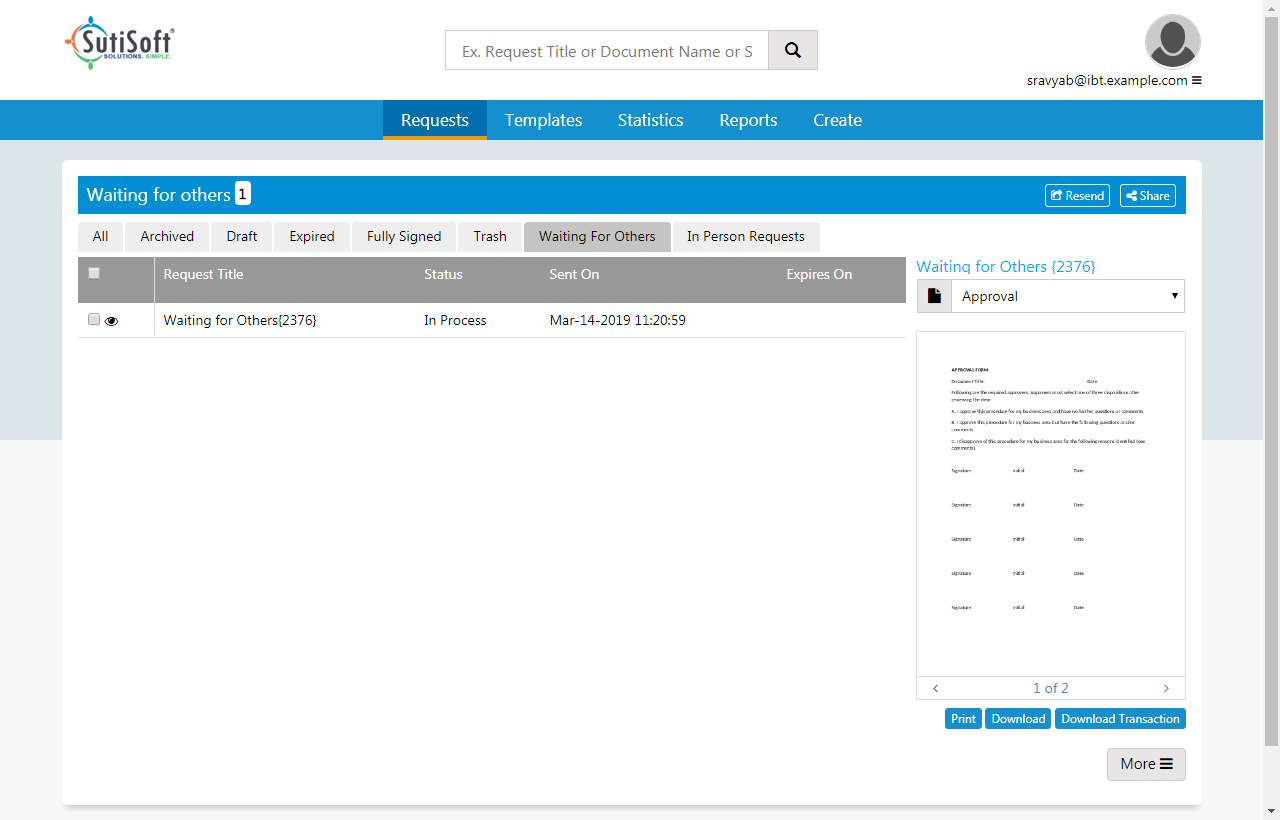 SutiSoft®
SOLUTIONS. SIMPLE.
Ex. Request Title or Document Name or S
sravyab@ibt.example.com
Requests Templates Statistics Reports Create
Waiting for others 1 Resend Share
All Archived Draft Expired Fully Signed Trash Waiting For Others In Person Requests
Request Title Status Sent On Expires On
Waiting for Others{2376} In Process Mar-14-2019 11:20:59
Waiting for Others {2376}
Approval
APPROVAL FORM
Document Title: Date:
Following are the required approvers. Approvers must select one of three dispositions after
reviewing the item:
A. I approve this procedure for my business area and have no further questions or comments.
B. I approve this procedure for my business area but have the following questions and/or
comments.
C. I disapprove of this procedure for my business area for the following reasons identified (see
comments).
Signature Initial Date
Signature Initial Date
Signature Initial Date
Signature Initial Date
Signature Initial Date
1 of 2
Print Download Download Transaction
More